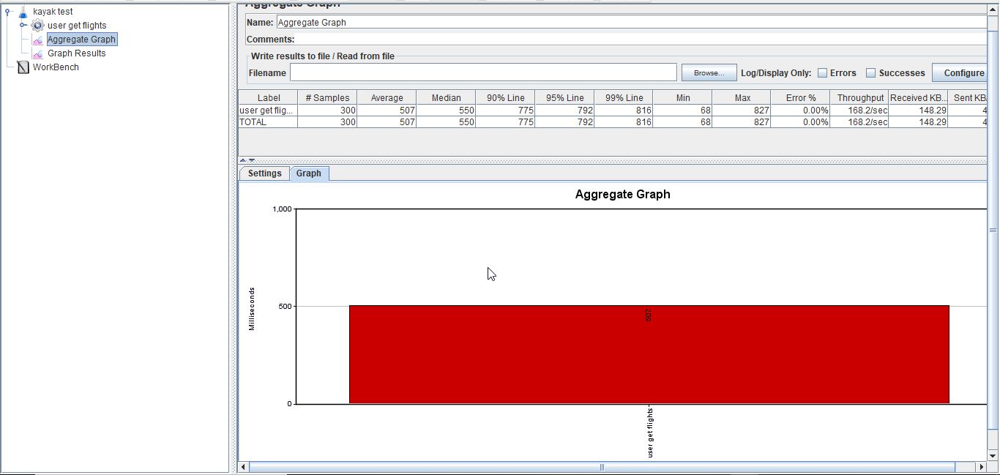 kayak test
user get flights
Aggregate Graph
Graph Results
WorkBench
Aggregate Graph
Name: Aggregate Graph
Comments:
Write results to file / Read from file
Filename Browse... Log/Display Only: Errors Successes Configure
Label # Samples Average Median 90% Line 95% Line 99% Line Min Max Error % Throughput Received KB... Sent KB
user get flig... 300 507 550 775 792 816 68 827 0.00% 168.2/sec 148.29 4
TOTAL 300 507 550 775 792 816 68 827 0.00% 168.2/sec 148.29 4
Settings Graph
Aggregate Graph
1,000
500
0
Milliseconds
507
user get flights